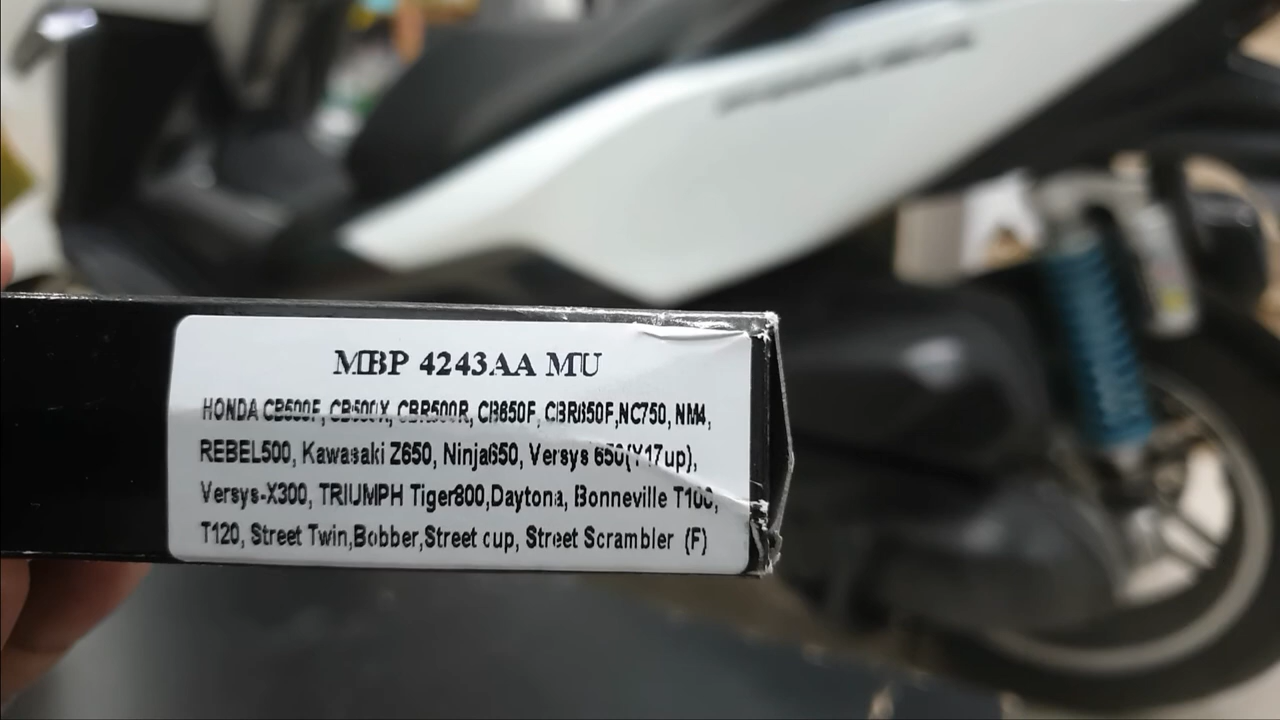 MBP 4243AA MU
HONDA CB500F, CB500X, CBR500R, CB650F, CBR650F,NC750, NM4,
REBEL500, Kawasaki Z650, Ninja650, Versys 650(Y17up),
Versys-X300, TRIUMPH Tiger800,Daytona, Bonneville T100,
T120, Street Twin,Bobber,Street cup, Street Scrambler (F)